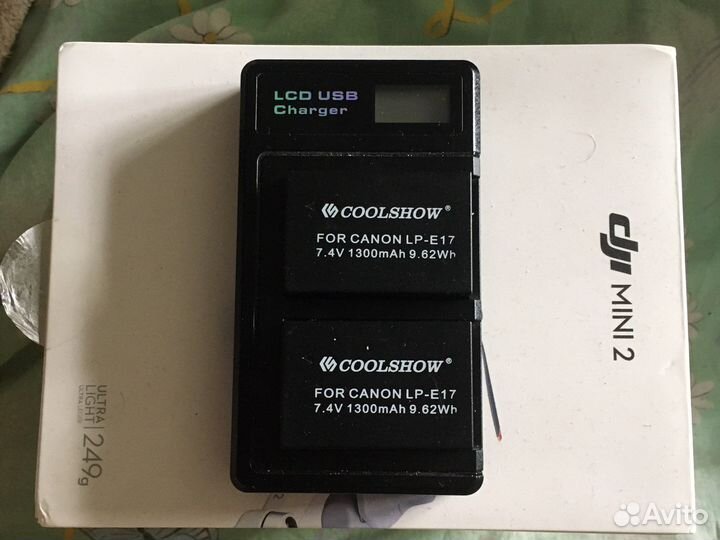 LCD USB
Charger
COOLSHOW®
FOR CANON LP-E17
7.4V 1300mAh 9.62Wh
COOLSHOW®
FOR CANON LP-E17
7.4V 1300mAh 9.62Wh
dji MINI 2
ULTRA
LIGHT
249g
Avito